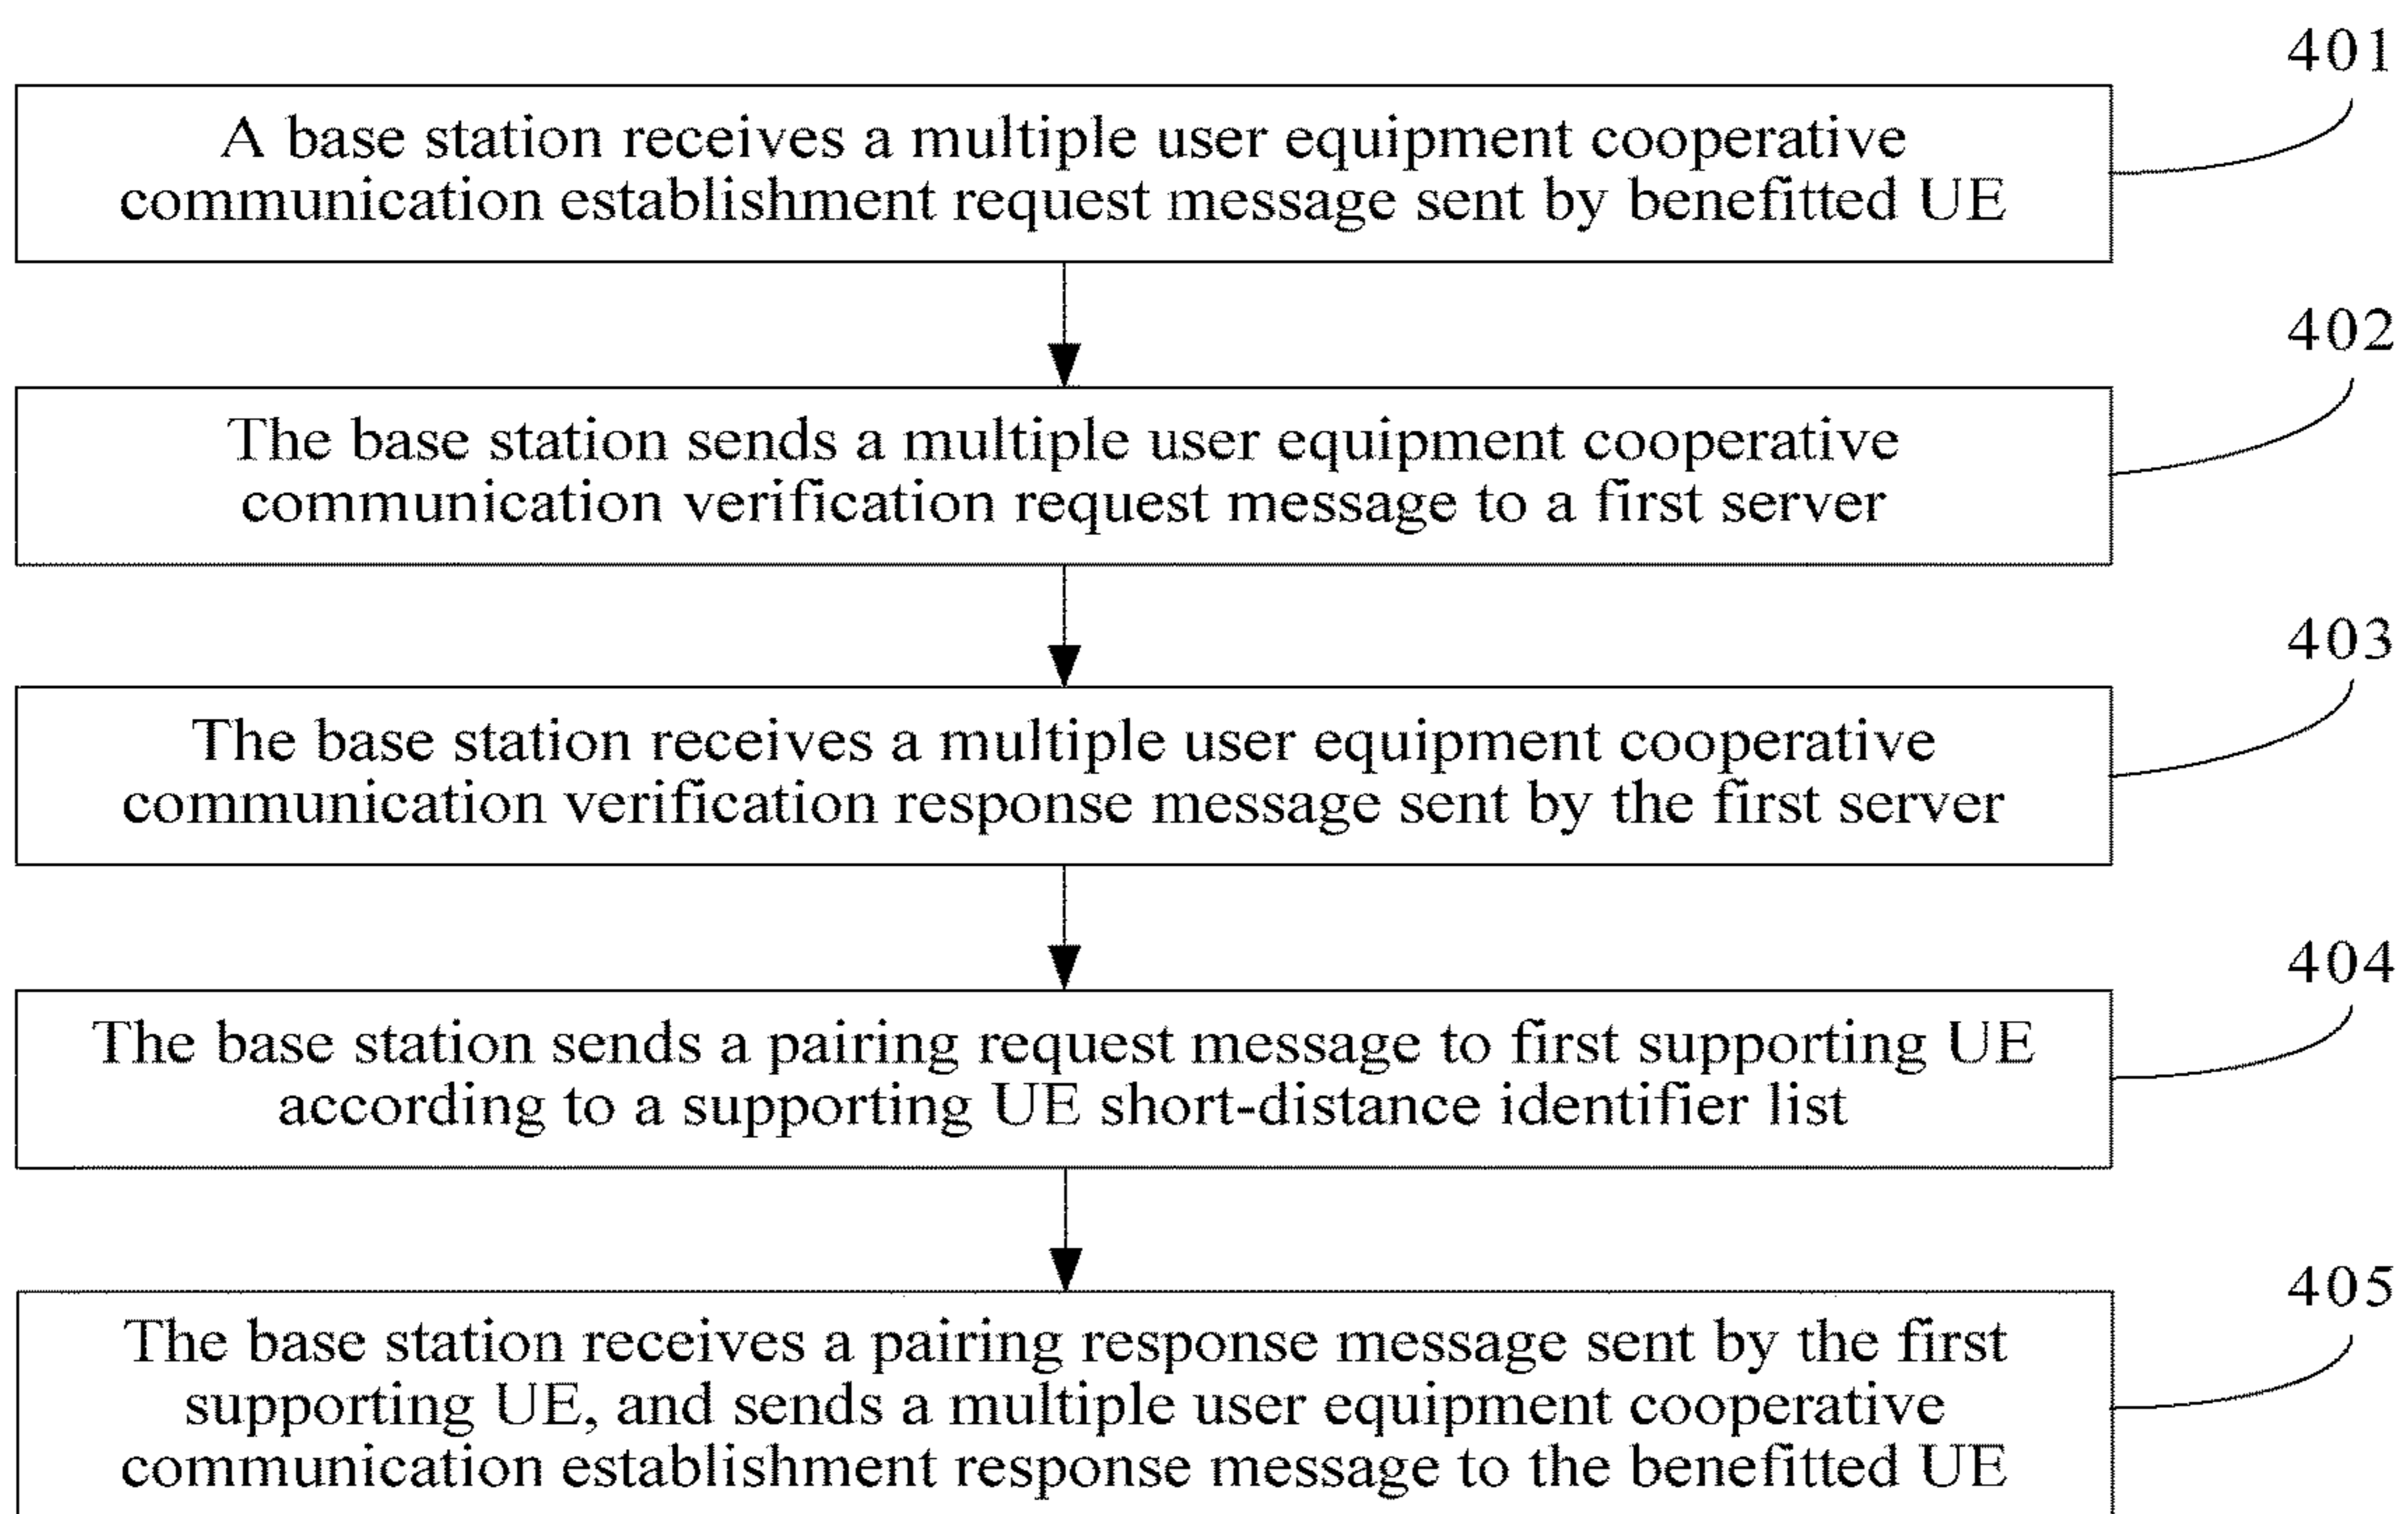 401
A base station receives a multiple user equipment cooperative
communication establishment request message sent by benefitted UE
402
The base station sends a multiple user equipment cooperative
communication verification request message to a first server
403
The base station receives a multiple user equipment cooperative
communication verification response message sent by the first server
404
The base station sends a pairing request message to first supporting UE
according to a supporting UE short-distance identifier list
405
The base station receives a pairing response message sent by the first
supporting UE, and sends a multiple user equipment cooperative
communication establishment response message to the benefitted UE